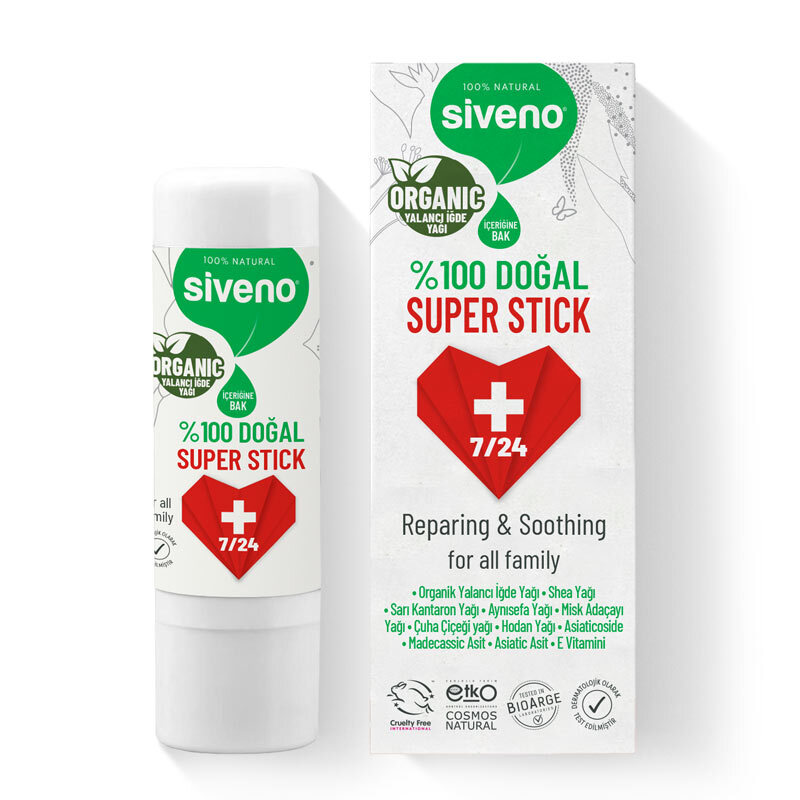 100% NATURAL
siveno®
ORGANIC
YALANCI İĞDE
YAĞI
İÇERİĞİNE
BAK
%100 DOĞAL
SUPER STICK
7/24
r all
mily
100% NATURAL
siveno®
ORGANIC
YALANCI İĞDE
YAĞI
İÇERİĞİNE
BAK
%100 DOĞAL
SUPER STICK
7/24
Reparing & Soothing
for all family
• Organik Yalancı İğde Yağı • Shea Yağı
• Sarı Kantaron Yağı • Aynısefa Yağı • Misk Adaçayı
Yağı • Çuha Çiçeği yağı • Hodan Yağı • Asiaticoside
• Madecassic Asit • Asiatic Asit • E Vitamini
Cruelty Free
INTERNATIONAL
etko
COSMOS
NATURAL
TESTED IN
BIOARGE
LABORATORIES
DERMATOLOJİK OLARAK
TEST EDİLMİŞTİR